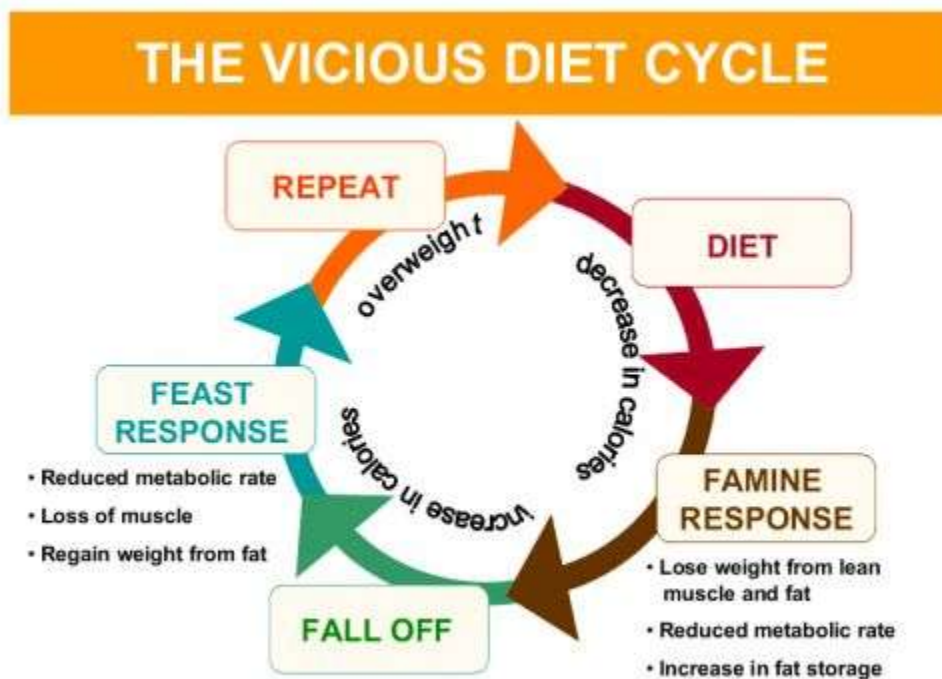 THE VICIOUS DIET CYCLE
REPEAT
overweight
DIET
decrease in calories
FAMINE
RESPONSE
• Lose weight from lean
muscle and fat
• Reduced metabolic rate
• Increase in fat storage
FALL OFF
increase in calories
FEAST
RESPONSE
• Reduced metabolic rate
• Loss of muscle
• Regain weight from fat